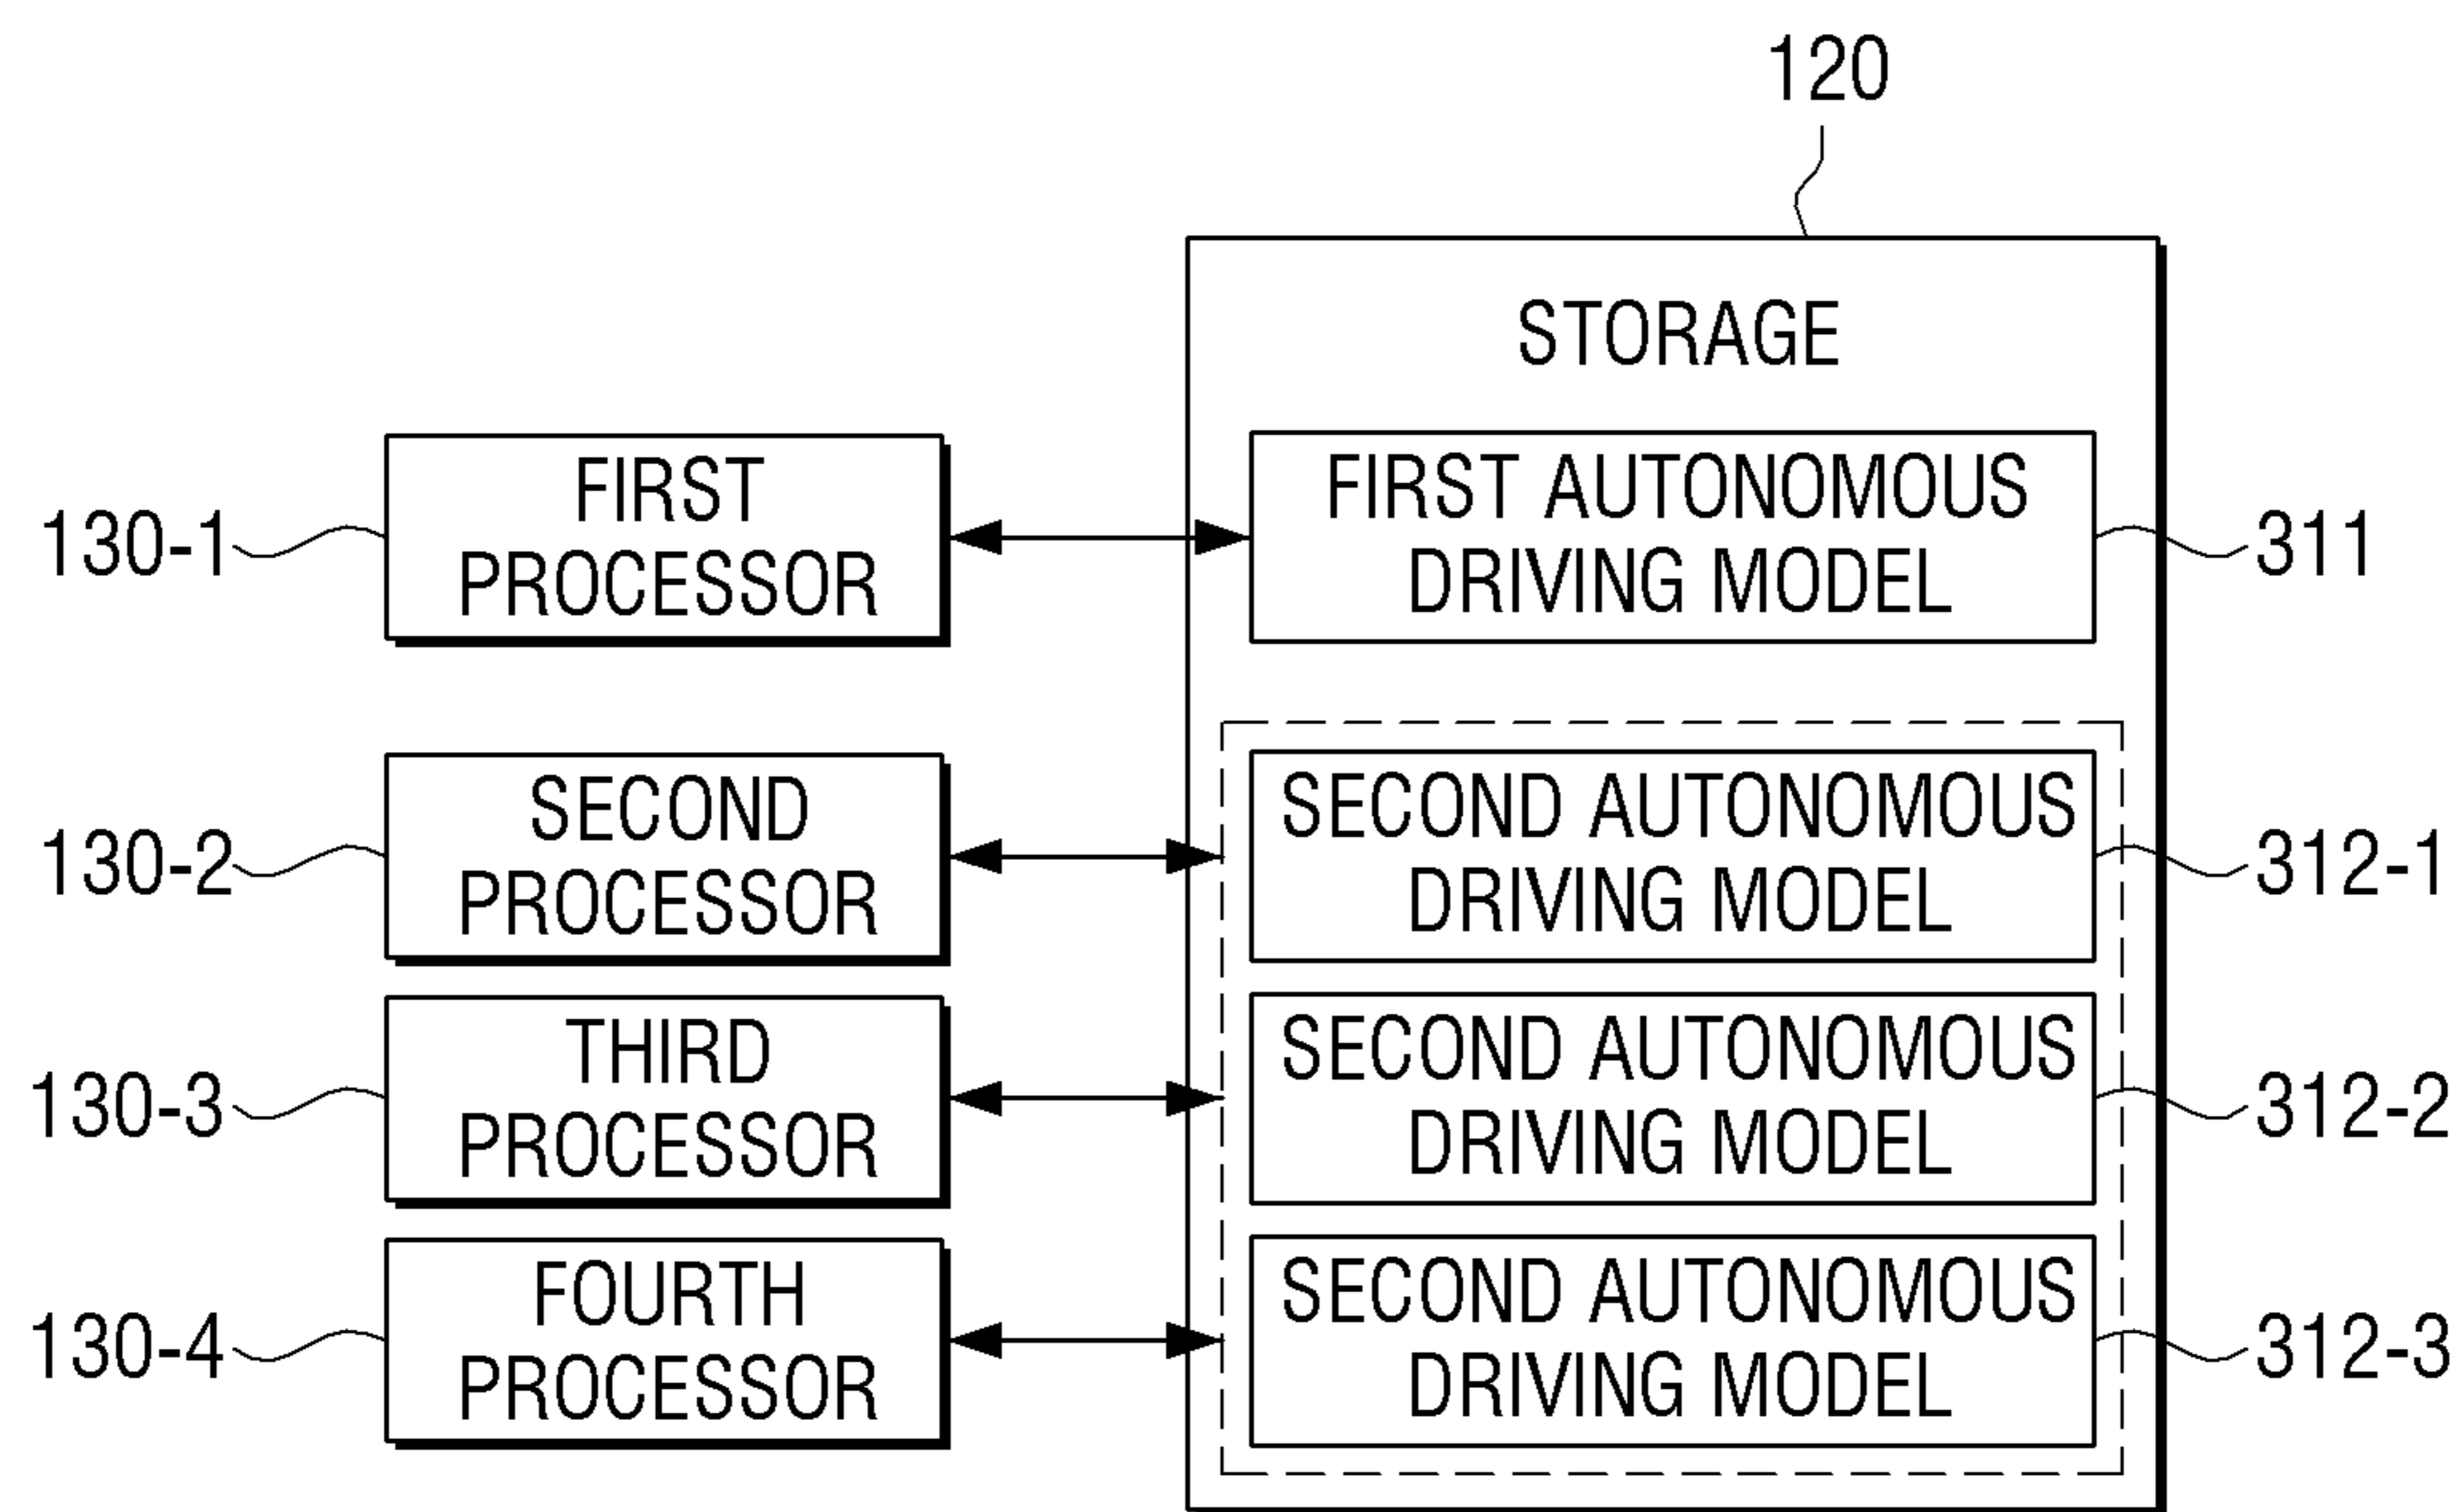 120
STORAGE
130-1
FIRST
PROCESSOR
FIRST AUTONOMOUS
DRIVING MODEL
311
130-2
SECOND
PROCESSOR
SECOND AUTONOMOUS
DRIVING MODEL
312-1
130-3
THIRD
PROCESSOR
SECOND AUTONOMOUS
DRIVING MODEL
312-2
130-4
FOURTH
PROCESSOR
SECOND AUTONOMOUS
DRIVING MODEL
312-3